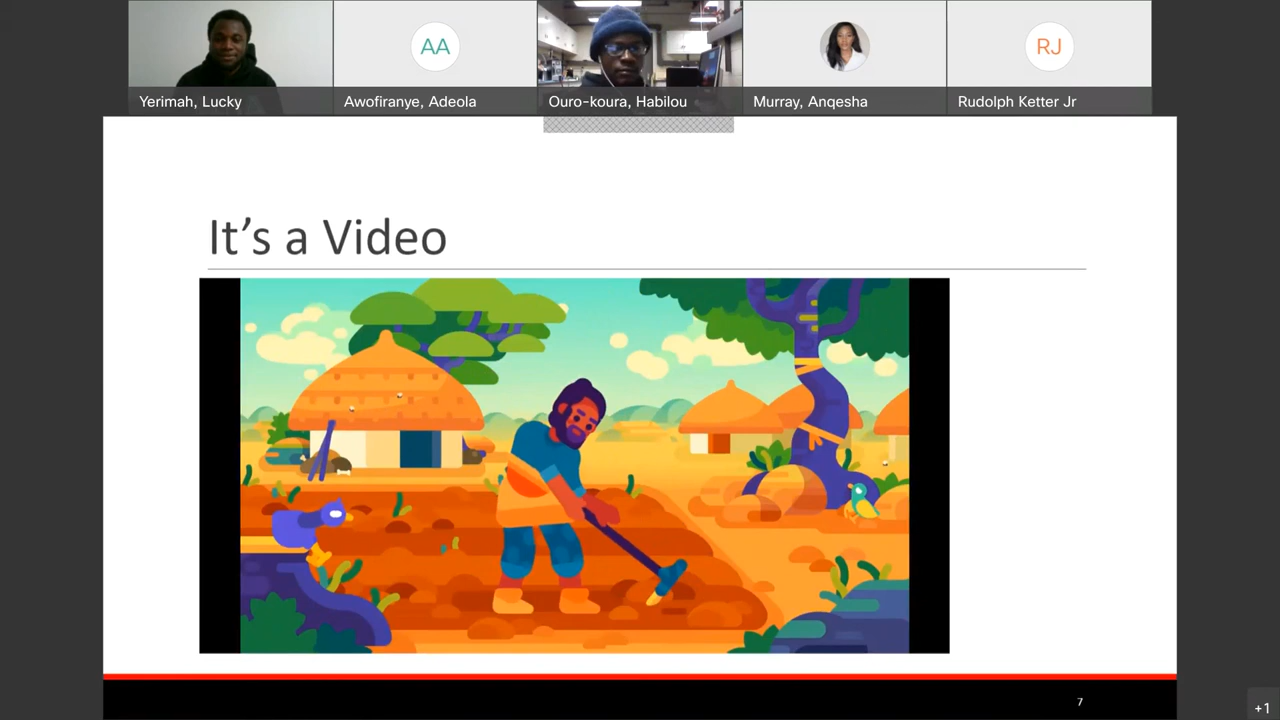 Yerimah, Lucky
AA
Awofiranye, Adeola
Ouro-koura, Habilou
Murray, Anqesha
RJ
Rudolph Ketter Jr
It's a Video
7
+1